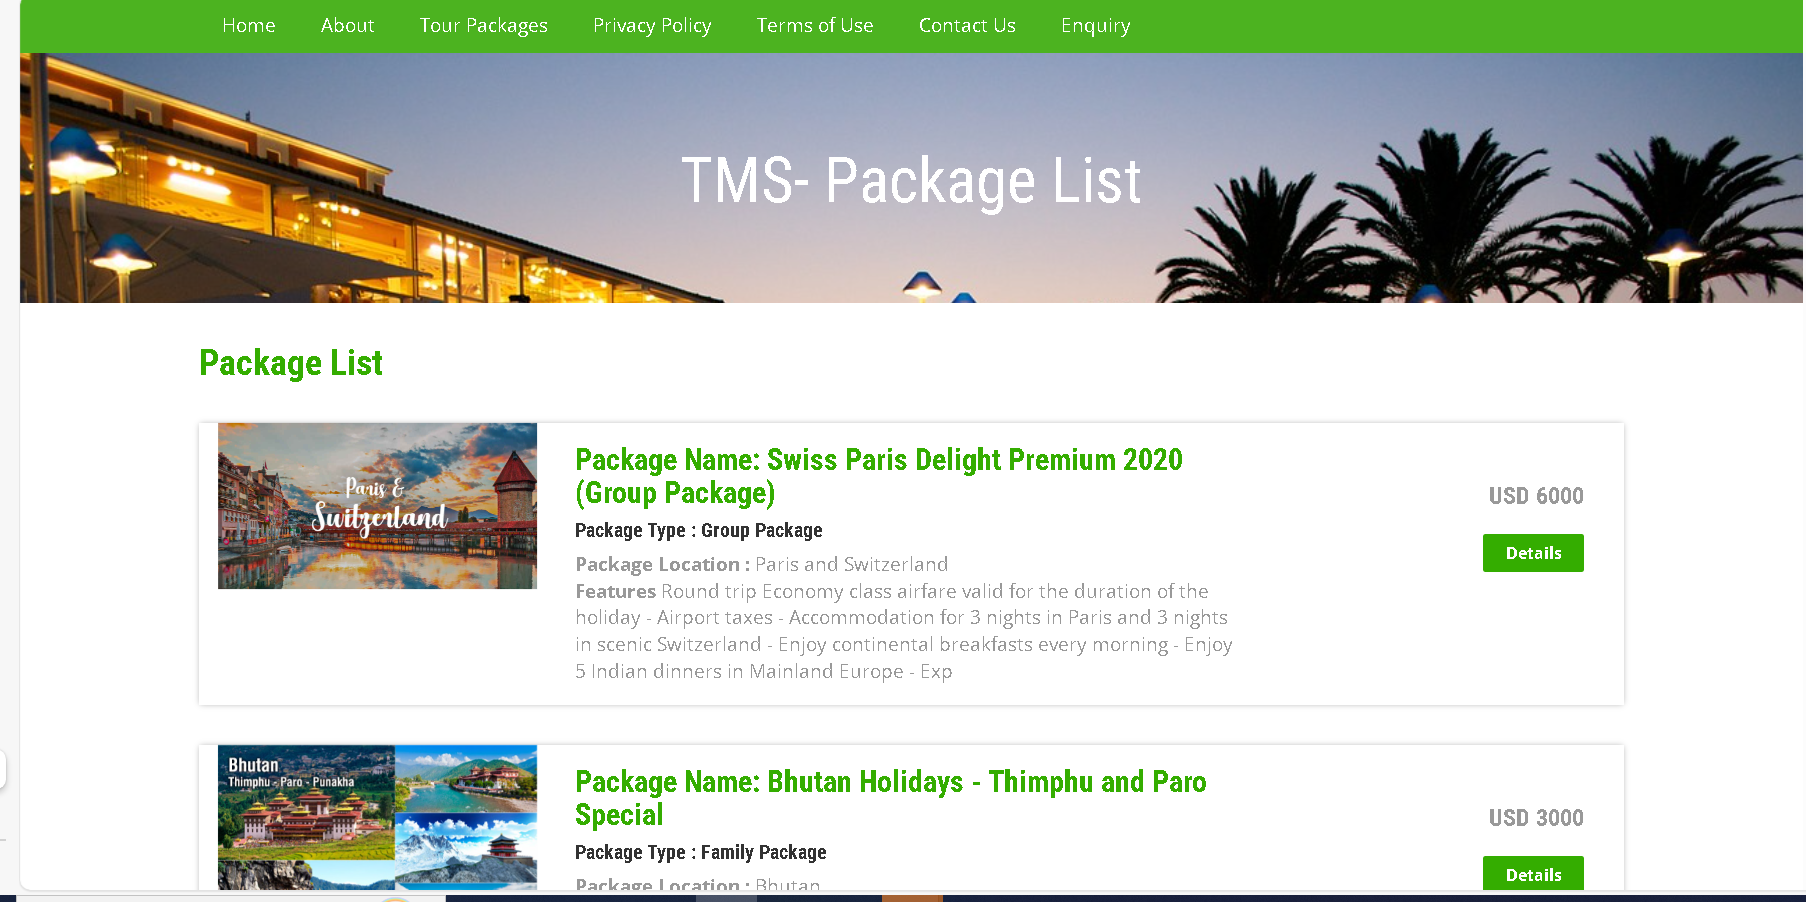 Home About Tour Packages Privacy Policy Terms of Use Contact Us Enquiry
TMS- Package List
Package List
Paris &
Switzerland
Package Name: Swiss Paris Delight Premium 2020
(Group Package)
Package Type : Group Package
Package Location : Paris and Switzerland
Features Round trip Economy class airfare valid for the duration of the
holiday - Airport taxes - Accommodation for 3 nights in Paris and 3 nights
in scenic Switzerland - Enjoy continental breakfasts every morning - Enjoy
5 Indian dinners in Mainland Europe - Exp
USD 6000
Details
Bhutan
Thimphu - Paro - Punakha
Package Name: Bhutan Holidays - Thimphu and Paro
Special
Package Type : Family Package
Package Location : Bhutan
USD 3000
Details